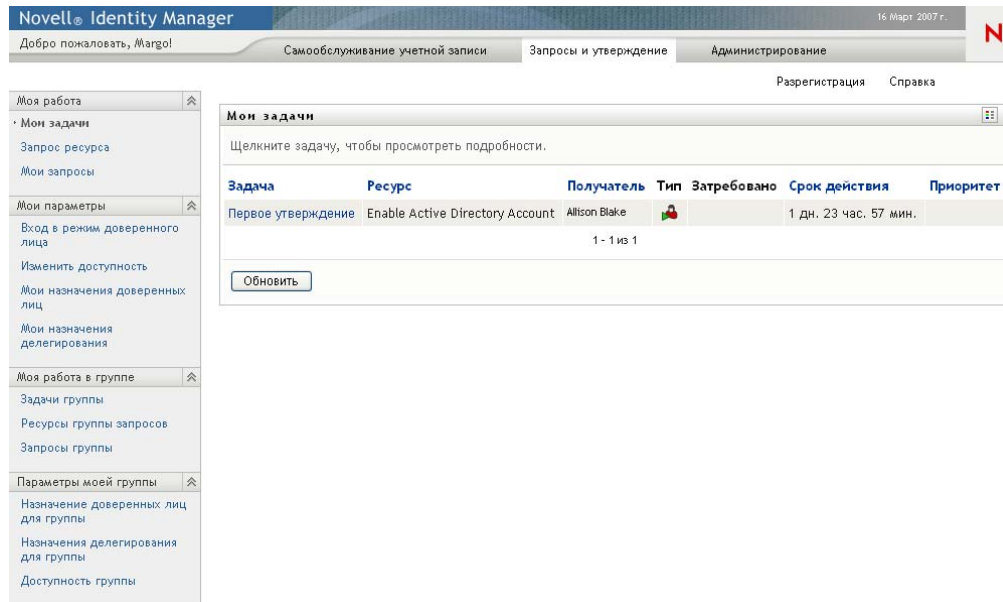 Novell® Identity Manager
16 Март 2007 г.
N
Добро пожаловать, Margo!
Самообслуживание учетной записи
Запросы и утверждение
Администрирование
Разрегистрация
Справка
Моя работа
Мои задачи
Запрос ресурса
Мои запросы
Мои параметры
Вход в режим доверенного
лица
Изменить доступность
Мои назначения доверенных
лиц
Мои назначения
делегирования
Моя работа в группе
Задачи группы
Ресурсы группы запросов
Запросы группы
Параметры моей группы
Назначение доверенных лиц
для группы
Назначения делегирования
для группы
Доступность группы
Мои задачи
Щелкните задачу, чтобы просмотреть подробности.
Задача Ресурс Получатель Тип Затребовано Срок действия Приоритет
Первое утверждение Enable Active Directory Account Allison Blake 1 дн. 23 час. 57 мин.
1 - 1 из 1
Обновить